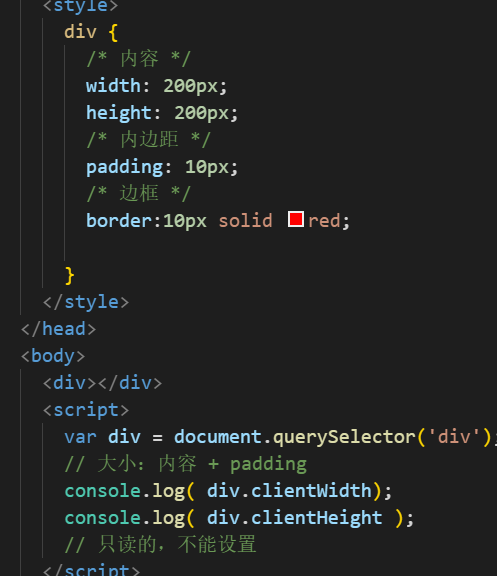 <style>
div {
/* 内容 */
width: 200px;
height: 200px;
/* 内边距 */
padding: 10px;
/* 边框 */
border:10px solid red;
}
</style>
</head>
<body>
<div></div>
<script>
var div = document.querySelector('div');
// 大小: 内容 + padding
console.log( div.clientWidth);
console.log( div.clientHeight );
// 只读的，不能设置
</script>